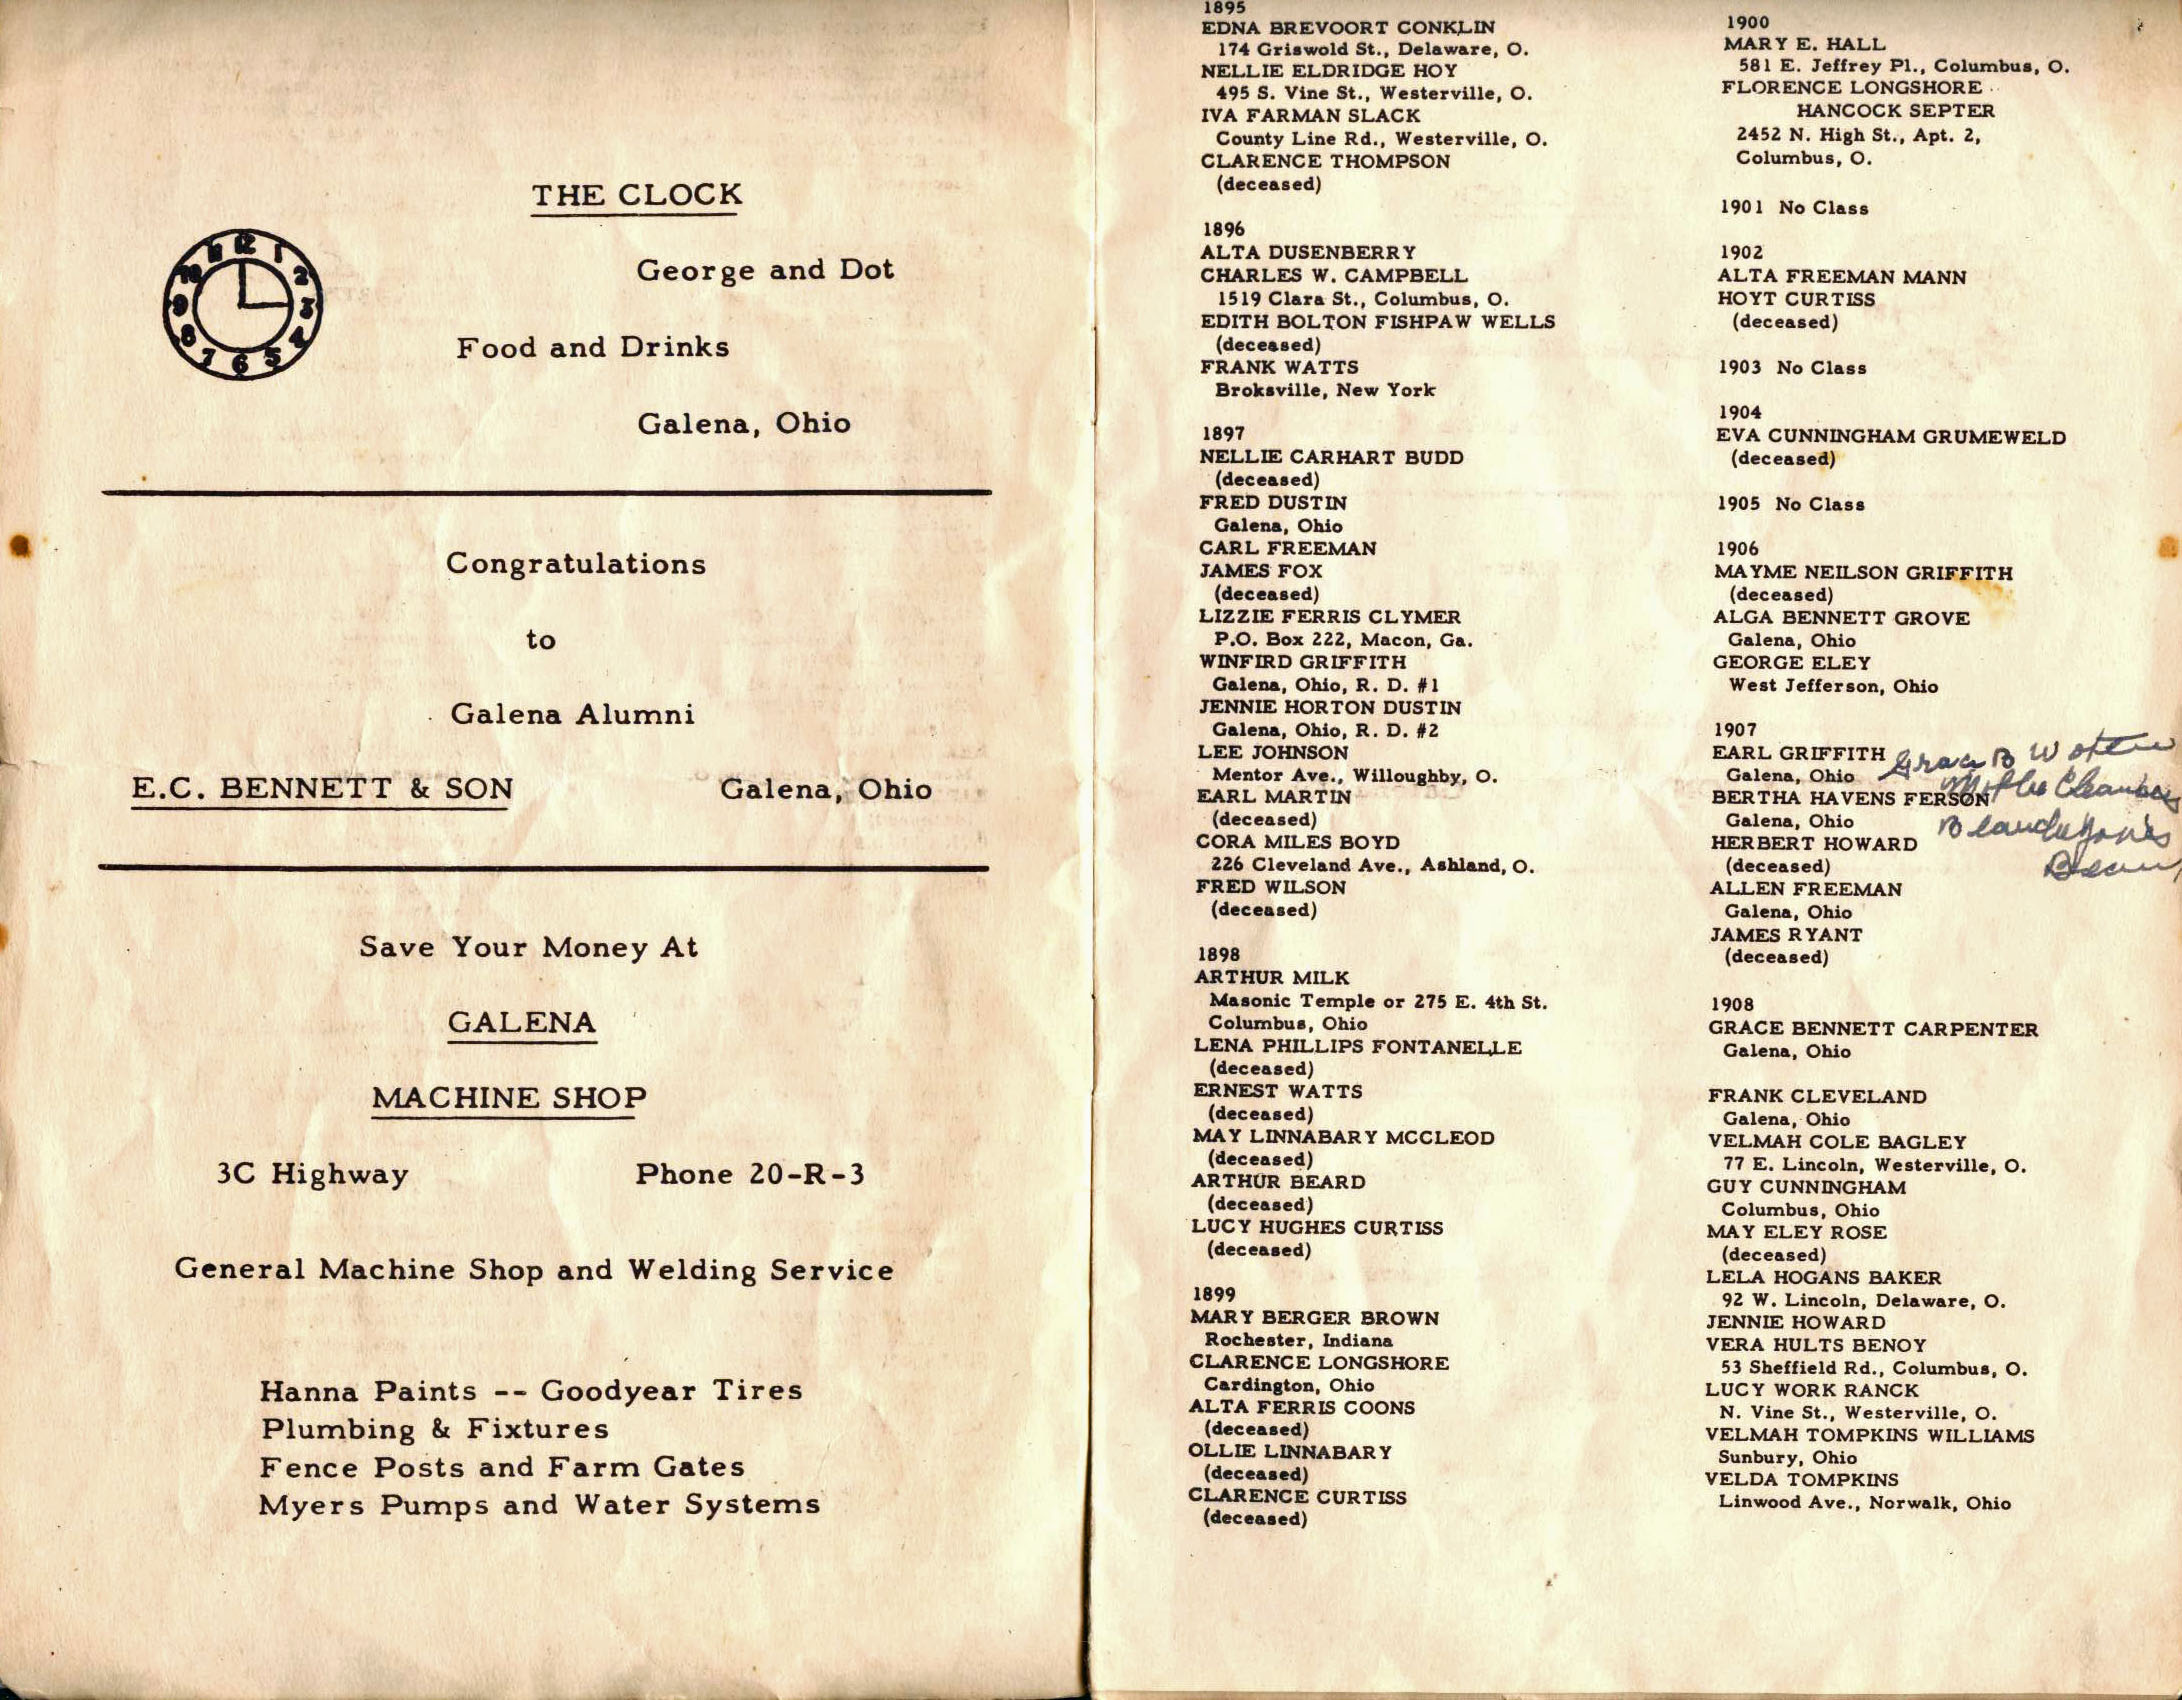 THE CLOCK
12
1
2
3
4
5
6
7
8
9
10
11
George and Dot
Food and Drinks
Galena, Ohio
Congratulations
to
Galena Alumni
E.C. BENNETT & SON Galena, Ohio
Save Your Money At
GALENA
MACHINE SHOP
3C Highway Phone 20-R-3
General Machine Shop and Welding Service
Hanna Paints -- Goodyear Tires
Plumbing & Fixtures
Fence Posts and Farm Gates
Myers Pumps and Water Systems
1895
EDNA BREVOORT CONKLIN
174 Griswold St., Delaware, O.
NELLIE ELDRIDGE HOY
495 S. Vine St., Westerville, O.
IVA FARMAN SLACK
County Line Rd., Westerville, O.
CLARENCE THOMPSON
(deceased)
1896
ALTA DUSENBERRY
CHARLES W. CAMPBELL
1519 Clara St., Columbus, O.
EDITH BOLTON FISHPAW WELLS
(deceased)
FRANK WATTS
Broksville, New York
1897
NELLIE CARHART BUDD
(deceased)
FRED DUSTIN
Galena, Ohio
CARL FREEMAN
JAMES FOX
(deceased)
LIZZIE FERRIS CLYMER
P.O. Box 222, Macon, Ga.
WINFIRD GRIFFITH
Galena, Ohio, R. D. #1
JENNIE HORTON DUSTIN
Galena, Ohio, R. D. #2
LEE JOHNSON
Mentor Ave., Willoughby, O.
EARL MARTIN
(deceased)
CORA MILES BOYD
226 Cleveland Ave., Ashland, O.
FRED WILSON
(deceased)
1898
ARTHUR MILK
Masonic Temple or 275 E. 4th St.
Columbus, Ohio
LENA PHILLIPS FONTANELLE
(deceased)
ERNEST WATTS
(deceased)
MAY LINNABARY MCCLEOD
(deceased)
ARTHUR BEARD
(deceased)
LUCY HUGHES CURTISS
(deceased)
1899
MARY BERGER BROWN
Rochester, Indiana
CLARENCE LONGSHORE
Cardington, Ohio
ALTA FERRIS COONS
(deceased)
OLLIE LINNABARY
(deceased)
CLARENCE CURTISS
(deceased)
1900
MARY E. HALL
581 E. Jeffrey Pl., Columbus, O.
FLORENCE LONGSHORE
HANCOCK SEPTER
2452 N. High St., Apt. 2,
Columbus, O.
1901 No Class
1902
ALTA FREEMAN MANN
HOYT CURTISS
(deceased)
1903 No Class
1904
EVA CUNNINGHAM GRUMEWELD
(deceased)
1905 No Class
1906
MAYME NEILSON GRIFFITH
(deceased)
ALGA BENNETT GROVE
Galena, Ohio
GEORGE ELEY
West Jefferson, Ohio
1907
EARL GRIFFITH
Galena, Ohio
Grace B
BERTHA HAVENS FERSON
Galena, Ohio
HERBERT HOWARD
(deceased)
ALLEN FREEMAN
Galena, Ohio
JAMES RYANT
(deceased)
1908
GRACE BENNETT CARPENTER
Galena, Ohio
FRANK CLEVELAND
Galena, Ohio
VELMAH COLE BAGLEY
77 E. Lincoln, Westerville, O.
GUY CUNNINGHAM
Columbus, Ohio
MAY ELEY ROSE
(deceased)
LELA HOGANS BAKER
92 W. Lincoln, Delaware, O.
JENNIE HOWARD
VERA HULTS BENOY
53 Sheffield Rd., Columbus, O.
LUCY WORK RANCK
N. Vine St., Westerville, O.
VELMAH TOMPKINS WILLIAMS
Sunbury, Ohio
VELDA TOMPKINS
Linwood Ave., Norwalk, Ohio